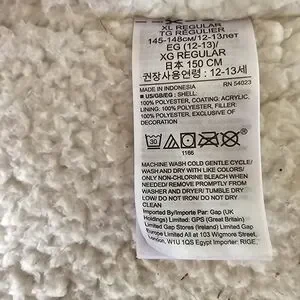 XL REGULAR
TG REGULIER
145-148см/12-13лет
EG (12-13)/
XG REGULAR
日本 150 CM
권장사용연령 : 12-13세
MADE IN INDONESIA RN 54023
• US/GB/EG : SHELL:
100% POLYESTER, COATING: ACRYLIC,
LINING: 100% POLYESTER, FILLER:
100% POLYESTER, EXCLUSIVE OF
DECORATION
30
1166
MACHINE WASH COLD GENTLE CYCLE/
WASH AND DRY WITH LIKE COLORS/
ONLY NON-CHLORINE BLEACH WHEN
NEEDED/ REMOVE PROMPTLY FROM
WASHER AND DRYER/ TUMBLE DRY
LOW/ DO NOT IRON/ DO NOT DRY
CLEAN
Imported By/Importe Par: Gap (UK
Holdings) Limited. GPS (Great Britain)
Limited Gap Stores (Ireland) Limited Gap
Europe Limited All at 103 Wigmore Street,
London, W1U 1QS Egypt Importer: RIGE,